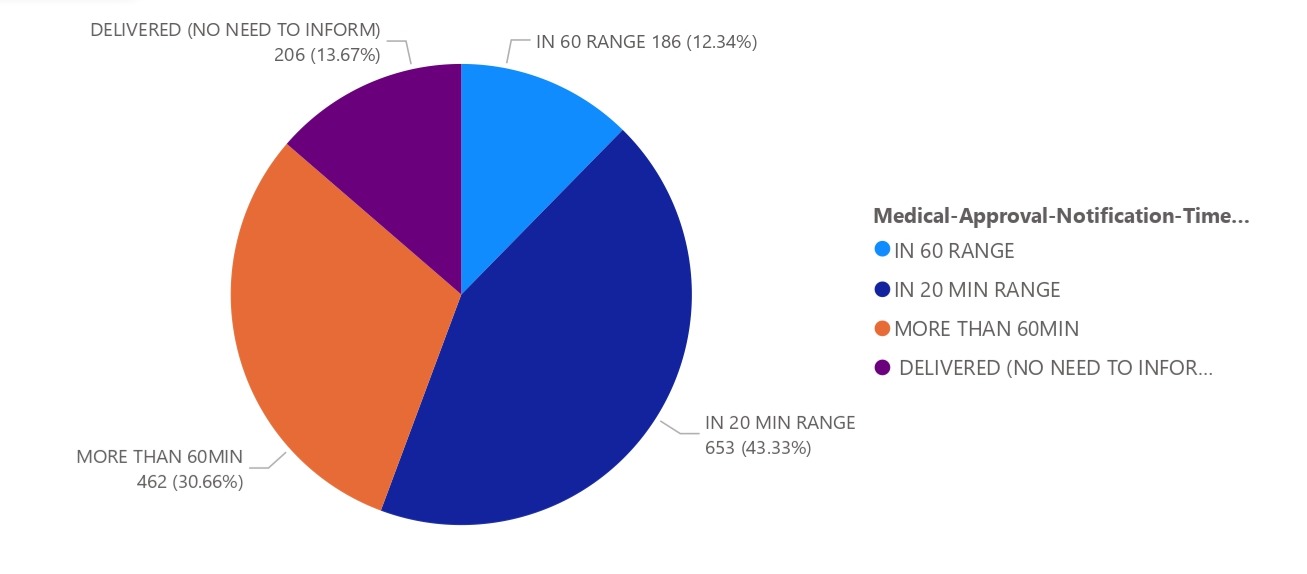 DELIVERED (NO NEED TO INFORM)
206 (13.67%)
IN 60 RANGE 186 (12.34%)
Medical-Approval-Notification-Time...
IN 60 RANGE
IN 20 MIN RANGE
MORE THAN 60MIN
DELIVERED (NO NEED TO INFOR...
IN 20 MIN RANGE
653 (43.33%)
MORE THAN 60MIN
462 (30.66%)